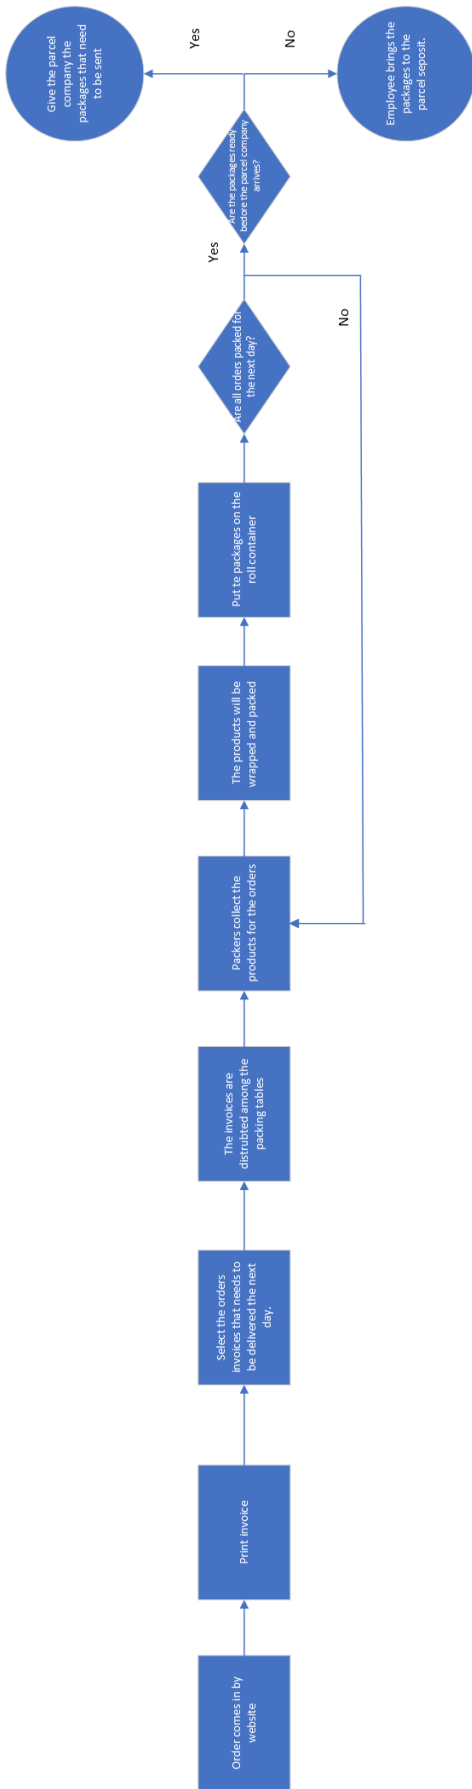 Order comes in by
website
Print invoice
Select the orders
invoices that needs to
be delivered the next
day.
The invoices are
distrubted among the
packing tables
Packers collect the
products for the orders
The products will be
wrapped and packed
Put te packages on the
roll container
Are all orders packed for
the next day?
Yes
No
Are the packages ready
bedore the parcel company
arrives?
Yes
No
Give the parcel
company the
packages that need
to be sent
Employee brings the
packages to the
parcel seposit.